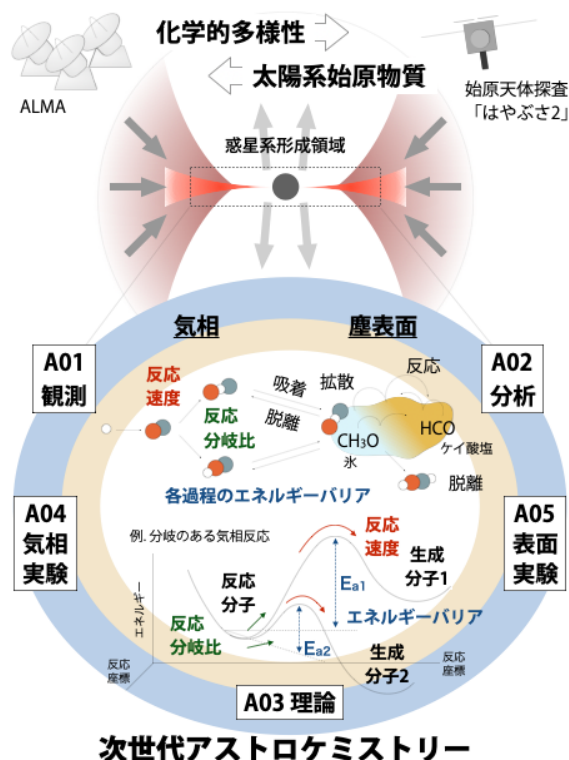 化学的多様性
太陽系始原物質
ALMA
始原天体探査
「はやぶさ2」
惑星系形成領域
気相
塵表面
A01
観測
A02
分析
反応
速度
反応
分岐比
吸着
脱離
拡散
反応
CH₃O
氷
HCO
ケイ酸塩
脱離
各過程のエネルギーバリア
A04
気相
実験
A05
表面
実験
例. 分岐のある気相反応
エネルギー
反応
分子
反応
速度
生成
分子1
Ea1
エネルギーバリア
反応
分岐比
Ea2
生成
分子2
反応
座標
反応
座標
A03 理論
次世代アストロケミストリー